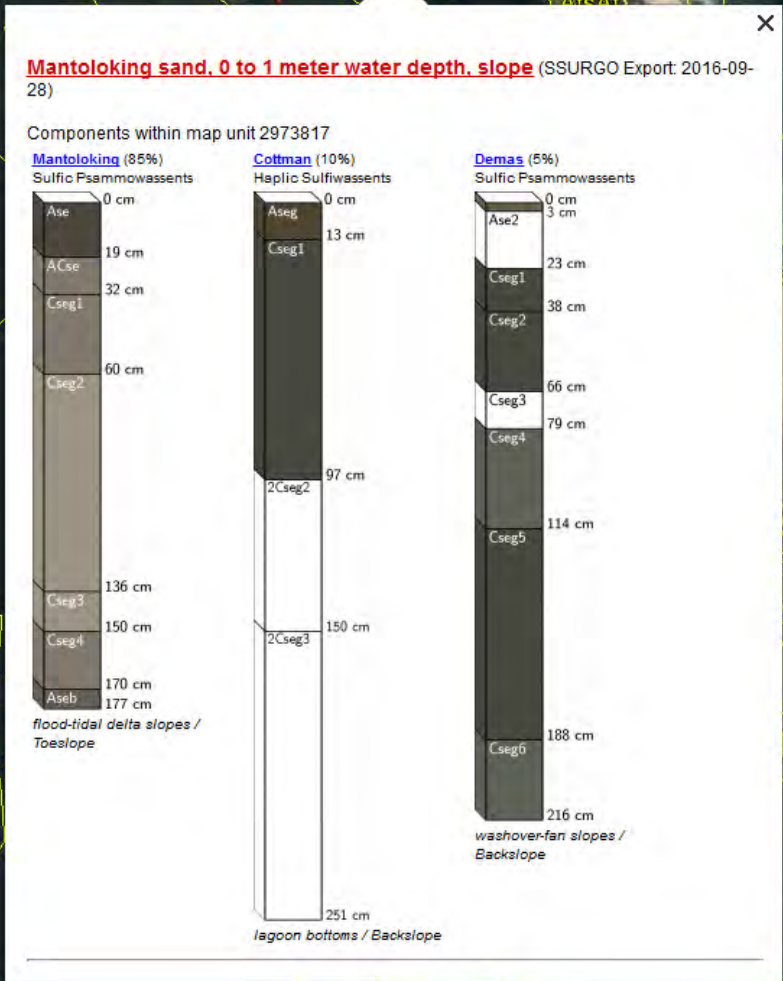 Mantoloking sand, 0 to 1 meter water depth, slope (SSURGO Export: 2016-09-
28)
Components within map unit 2973817
Mantoloking (85%)
Sulfic Psammowassents
0 cm
Ase
19 cm
ACse
32 cm
Cseg1
60 cm
Cseg2
136 cm
Cseg3
150 cm
Cseg4
170 cm
Aseb
177 cm
flood-tidal delta slopes /
Toeslope
Cottman (10%)
Haplic Sulfiwassents
0 cm
Aseg
13 cm
Cseg1
97 cm
2Cseg2
150 cm
2Cseg3
251 cm
lagoon bottoms / Backslope
Demas (5%)
Sulfic Psammowassents
0 cm
3 cm
Ase2
23 cm
Cseg1
38 cm
Cseg2
66 cm
Cseg3
79 cm
Cseg4
114 cm
Cseg5
188 cm
Cseg6
216 cm
washover-fan slopes /
Backslope